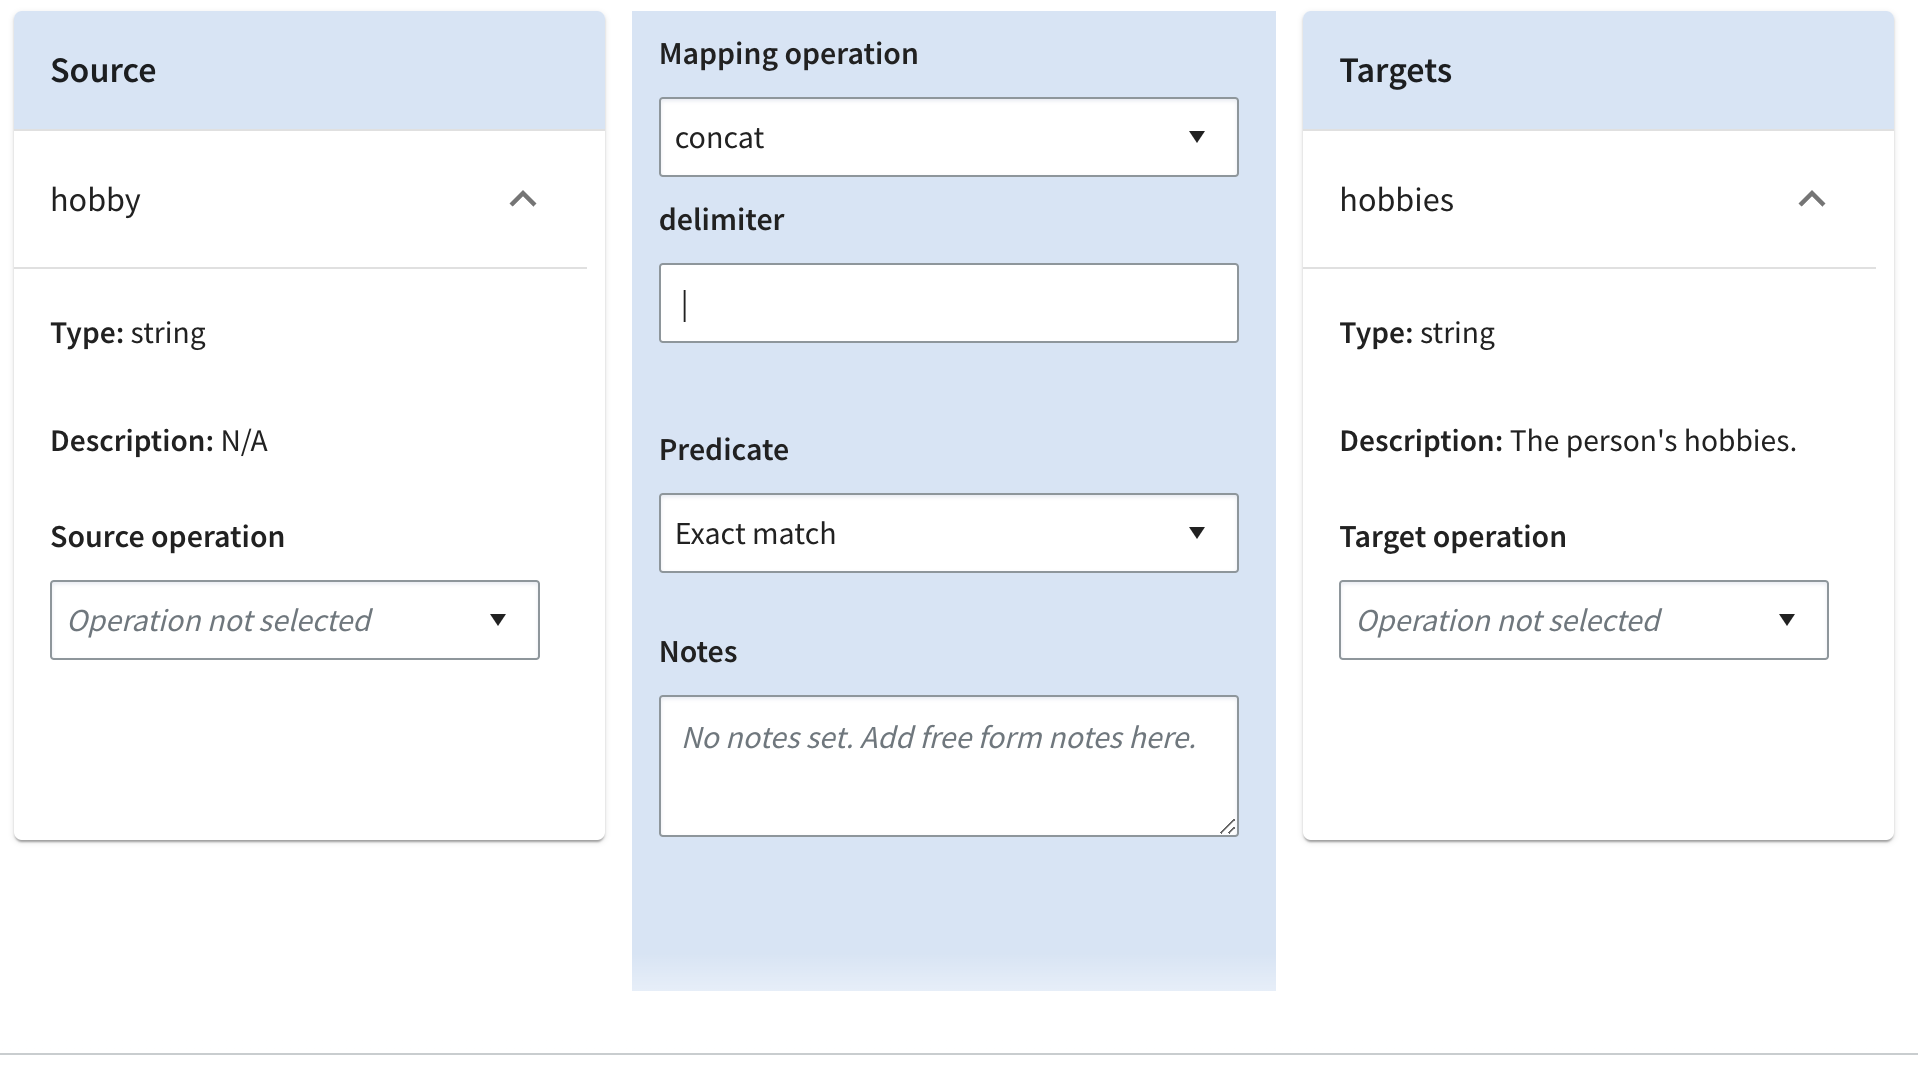 Source
hobby
Type: string
Description: N/A
Source operation
Operation not selected
Mapping operation
concat
delimiter
|
Predicate
Exact match
Notes
No notes set. Add free form notes here.
Targets
hobbies
Type: string
Description: The person's hobbies.
Target operation
Operation not selected